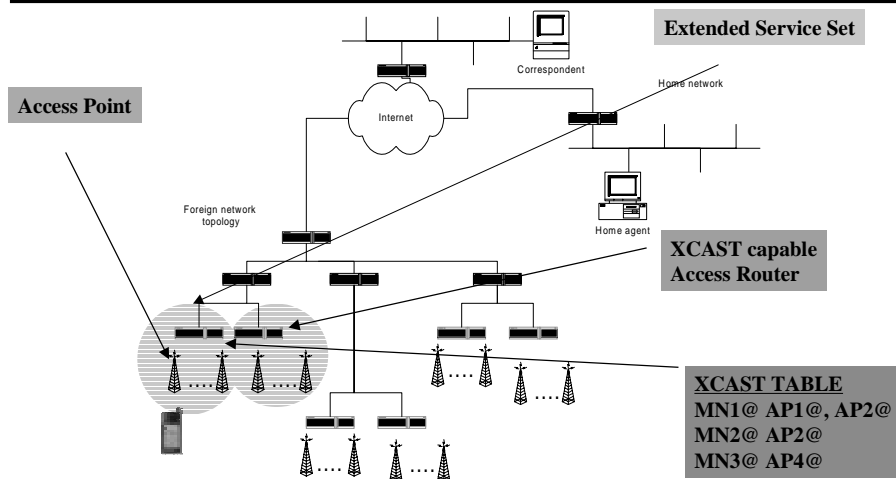 Extended Service Set
Correspondent
Home network
Access Point
Internet
Foreign network
topology
Home agent
XCAST capable
Access Router
....
....
....
....
....
....
XCAST TABLE
MN1@ AP1@, AP2@
MN2@ AP2@
MN3@ AP4@